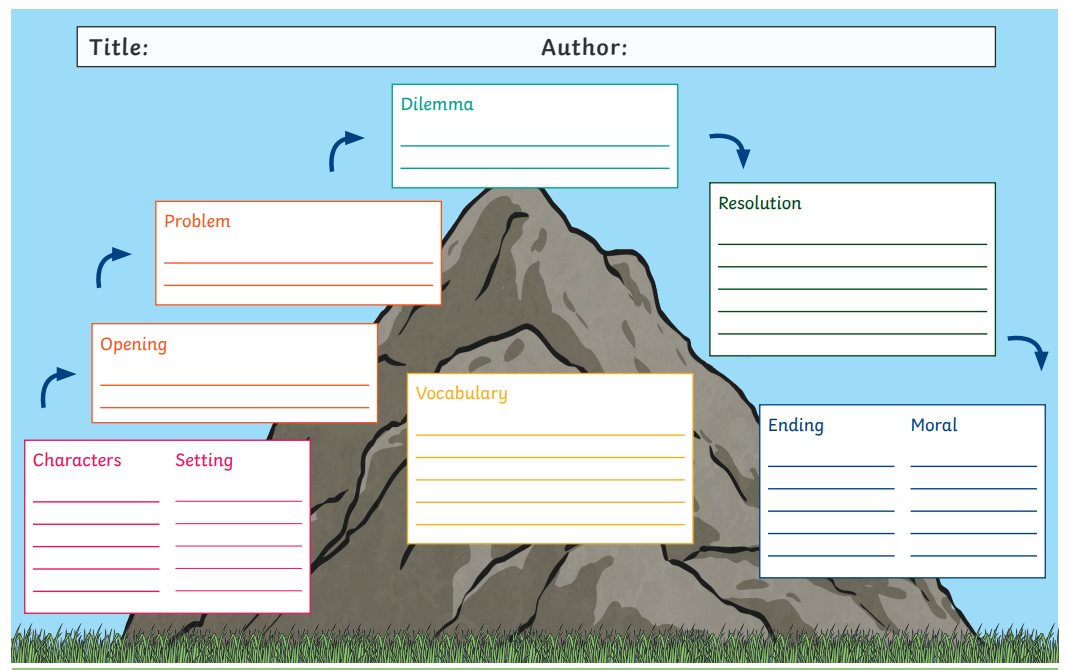 Title: Author:
Dilemma
Problem
Resolution
Opening
Vocabulary
Characters Setting
Ending Moral